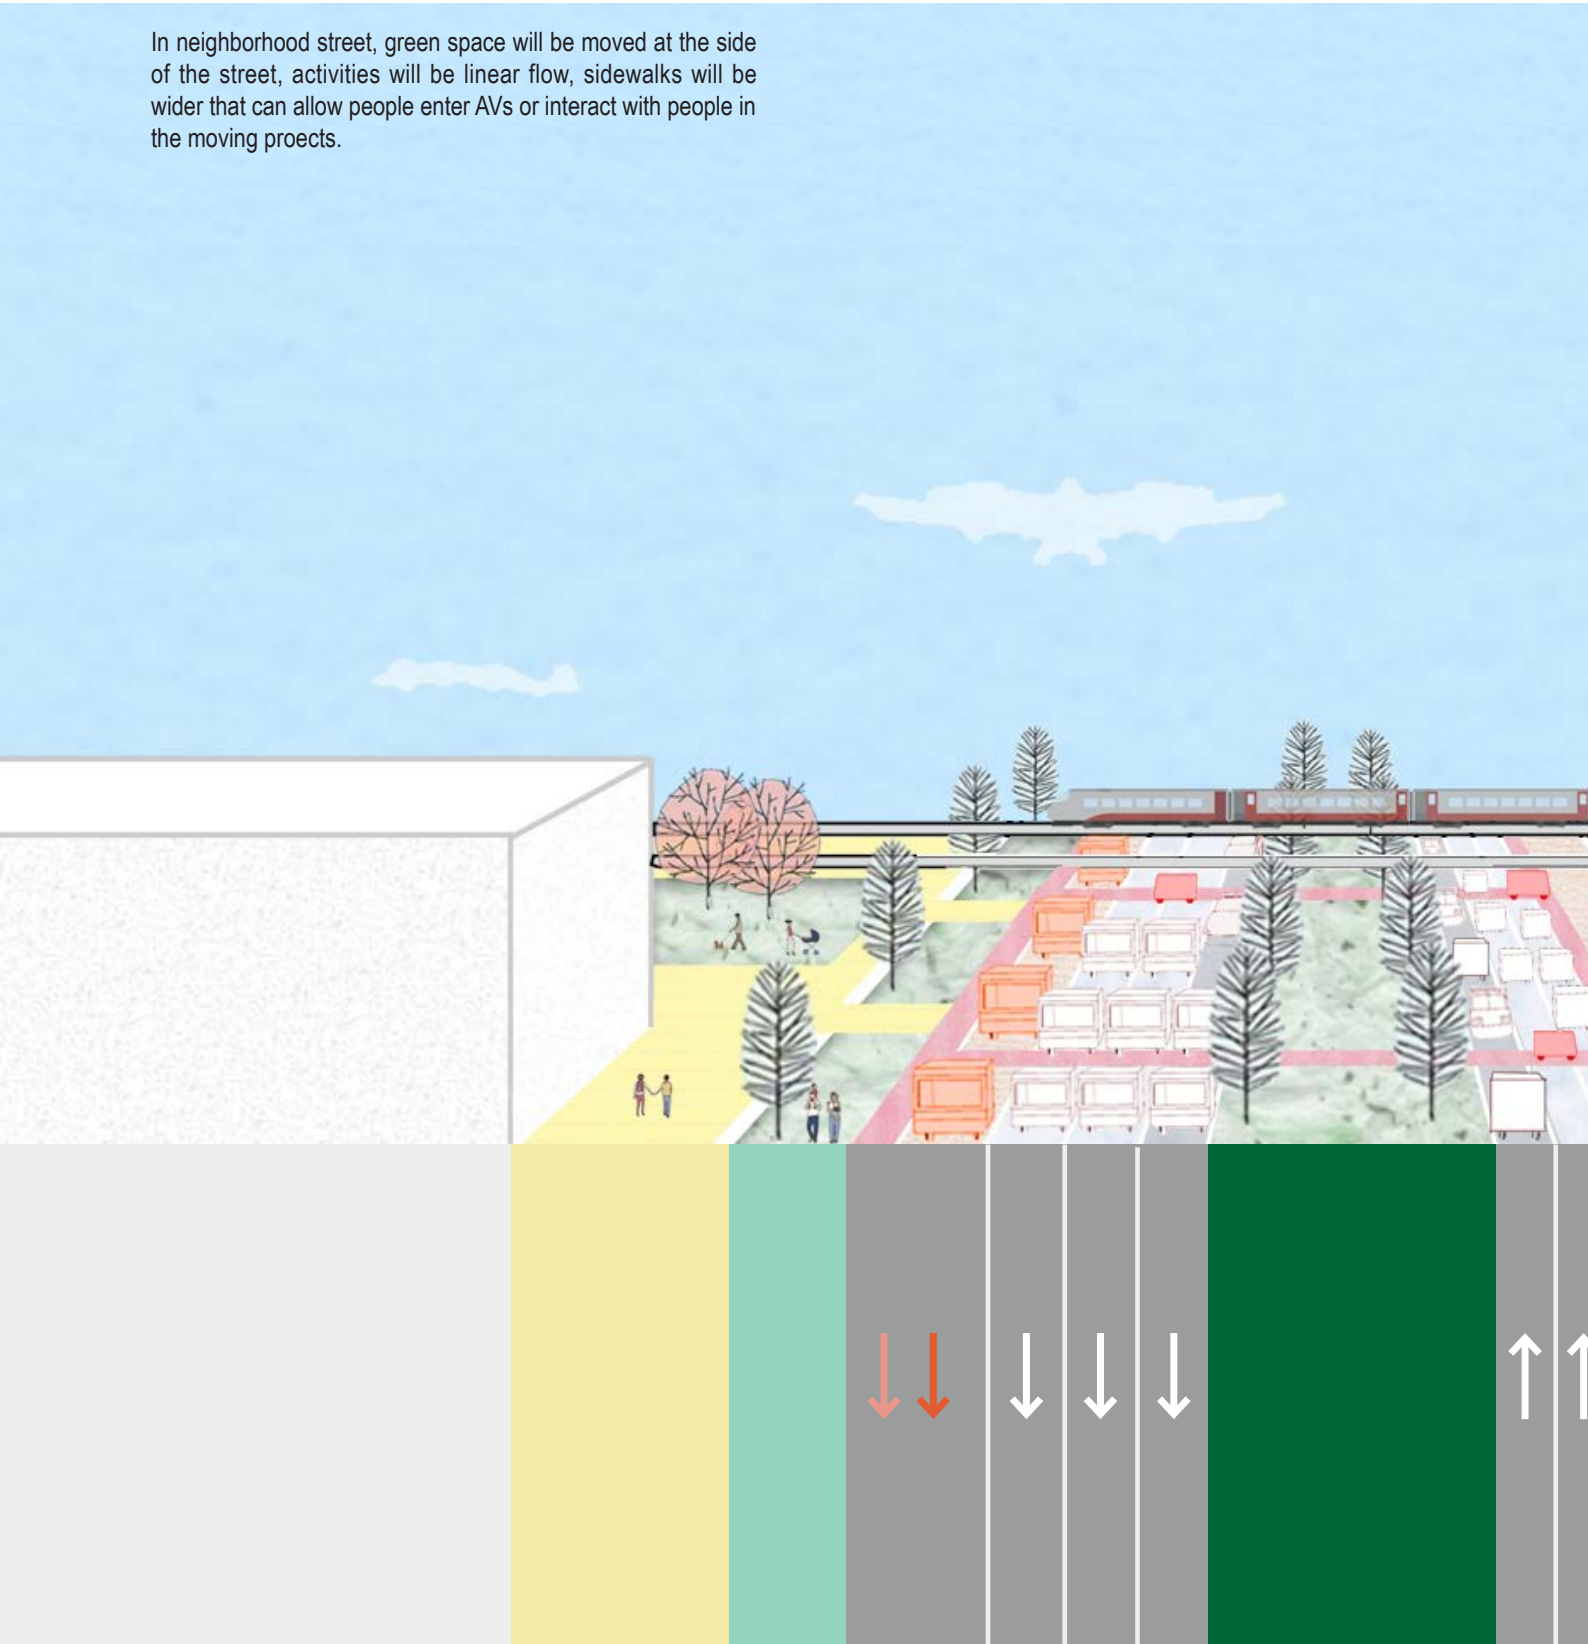 In neighborhood street, green space will be moved at the side
of the street, activities will be linear flow, sidewalks will be
wider that can allow people enter AVs or interact with people in
the moving proects.